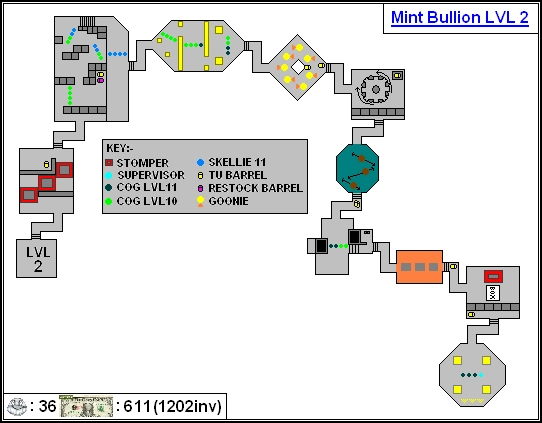 Mint Bullion LVL 2
KEY:-
STOMPER
SUPERVISOR
COG LVL11
COG LVL10
SKELLIE 11
TU BARREL
RESTOCK BARREL
GOONIE
LVL
2
BOX
: 36 : 611(1202inv)